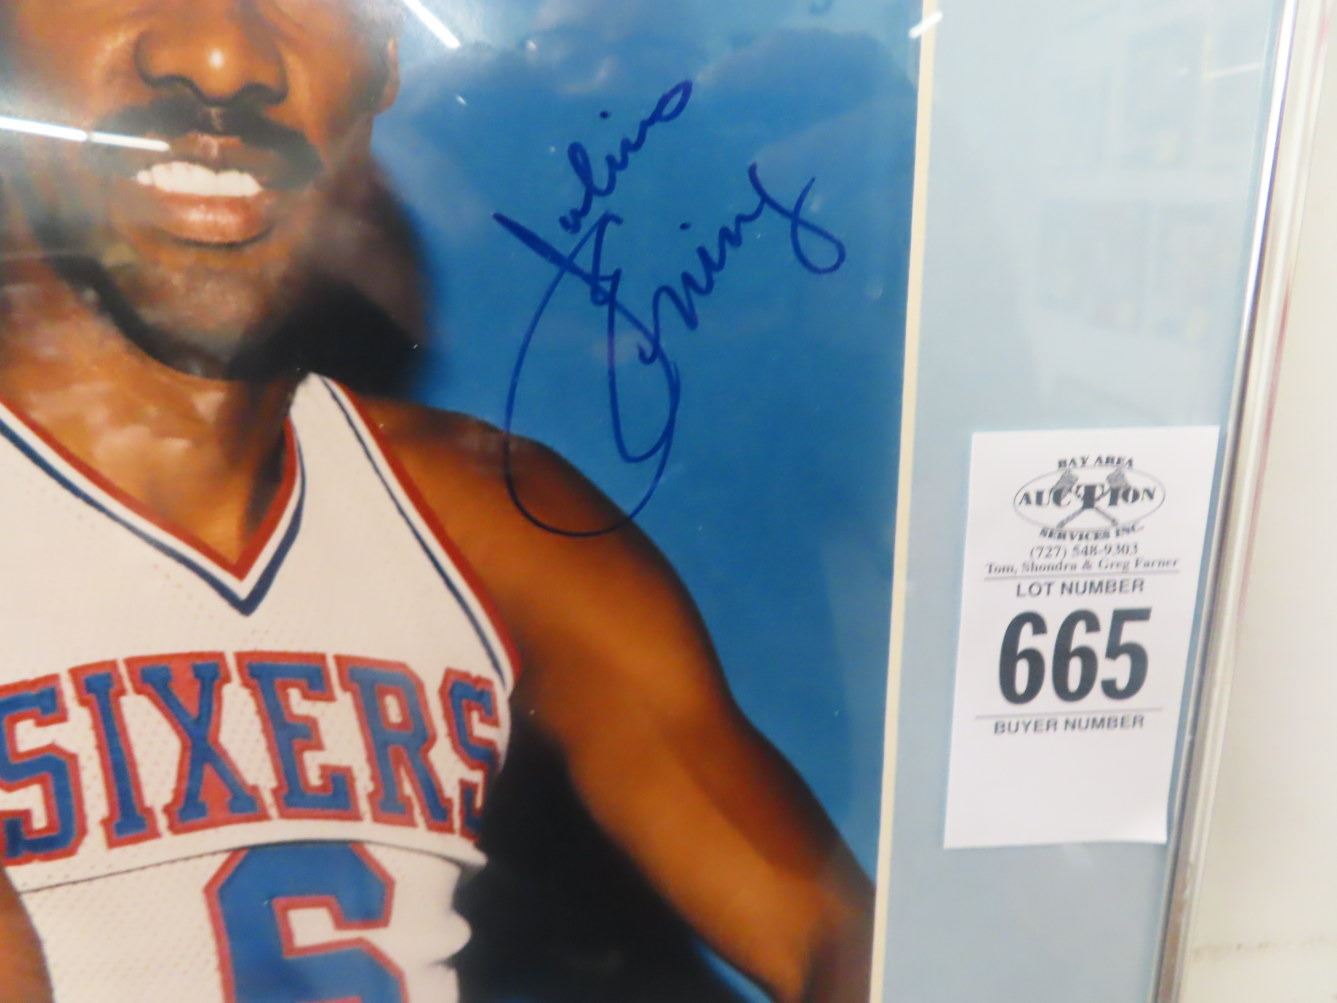 Julius
Erving
SIXERS
6
BAY AREA
AUCTION
SERVICES INC.
(727) 548-9303
Tom, Shondra & Greg Farner
LOT NUMBER
665
BUYER NUMBER